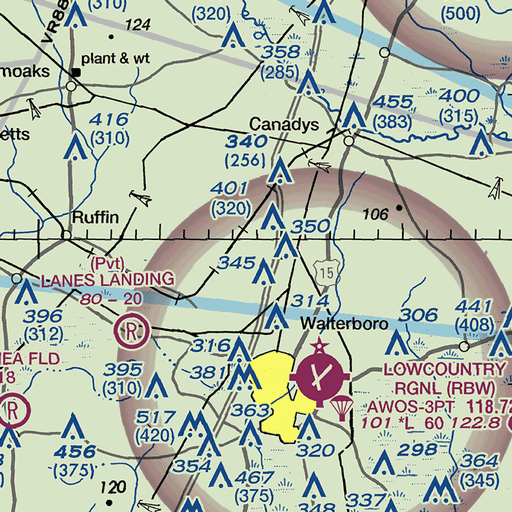 (310)
VR88
124
(320)
(500)
plant & wt
moaks
358
(285)
455
(383)
400
(315)
etts
416
(310)
Canadys
340
(256)
401
(320)
106
Ruffin
350
345
15
(Pvt)
LANES LANDING
80 – 20
396
(312)
314
Walterboro
306
441
(408)
NEA FLD
18
R
R
316
381
395
(310)
LOWCOUNTRY
RGNL (RBW)
AWOS-3PT 118.72
101 *L 60 122.8
363
517
(420)
456
(375)
354
320
298
364
(345)
467
(375)
120
348
337